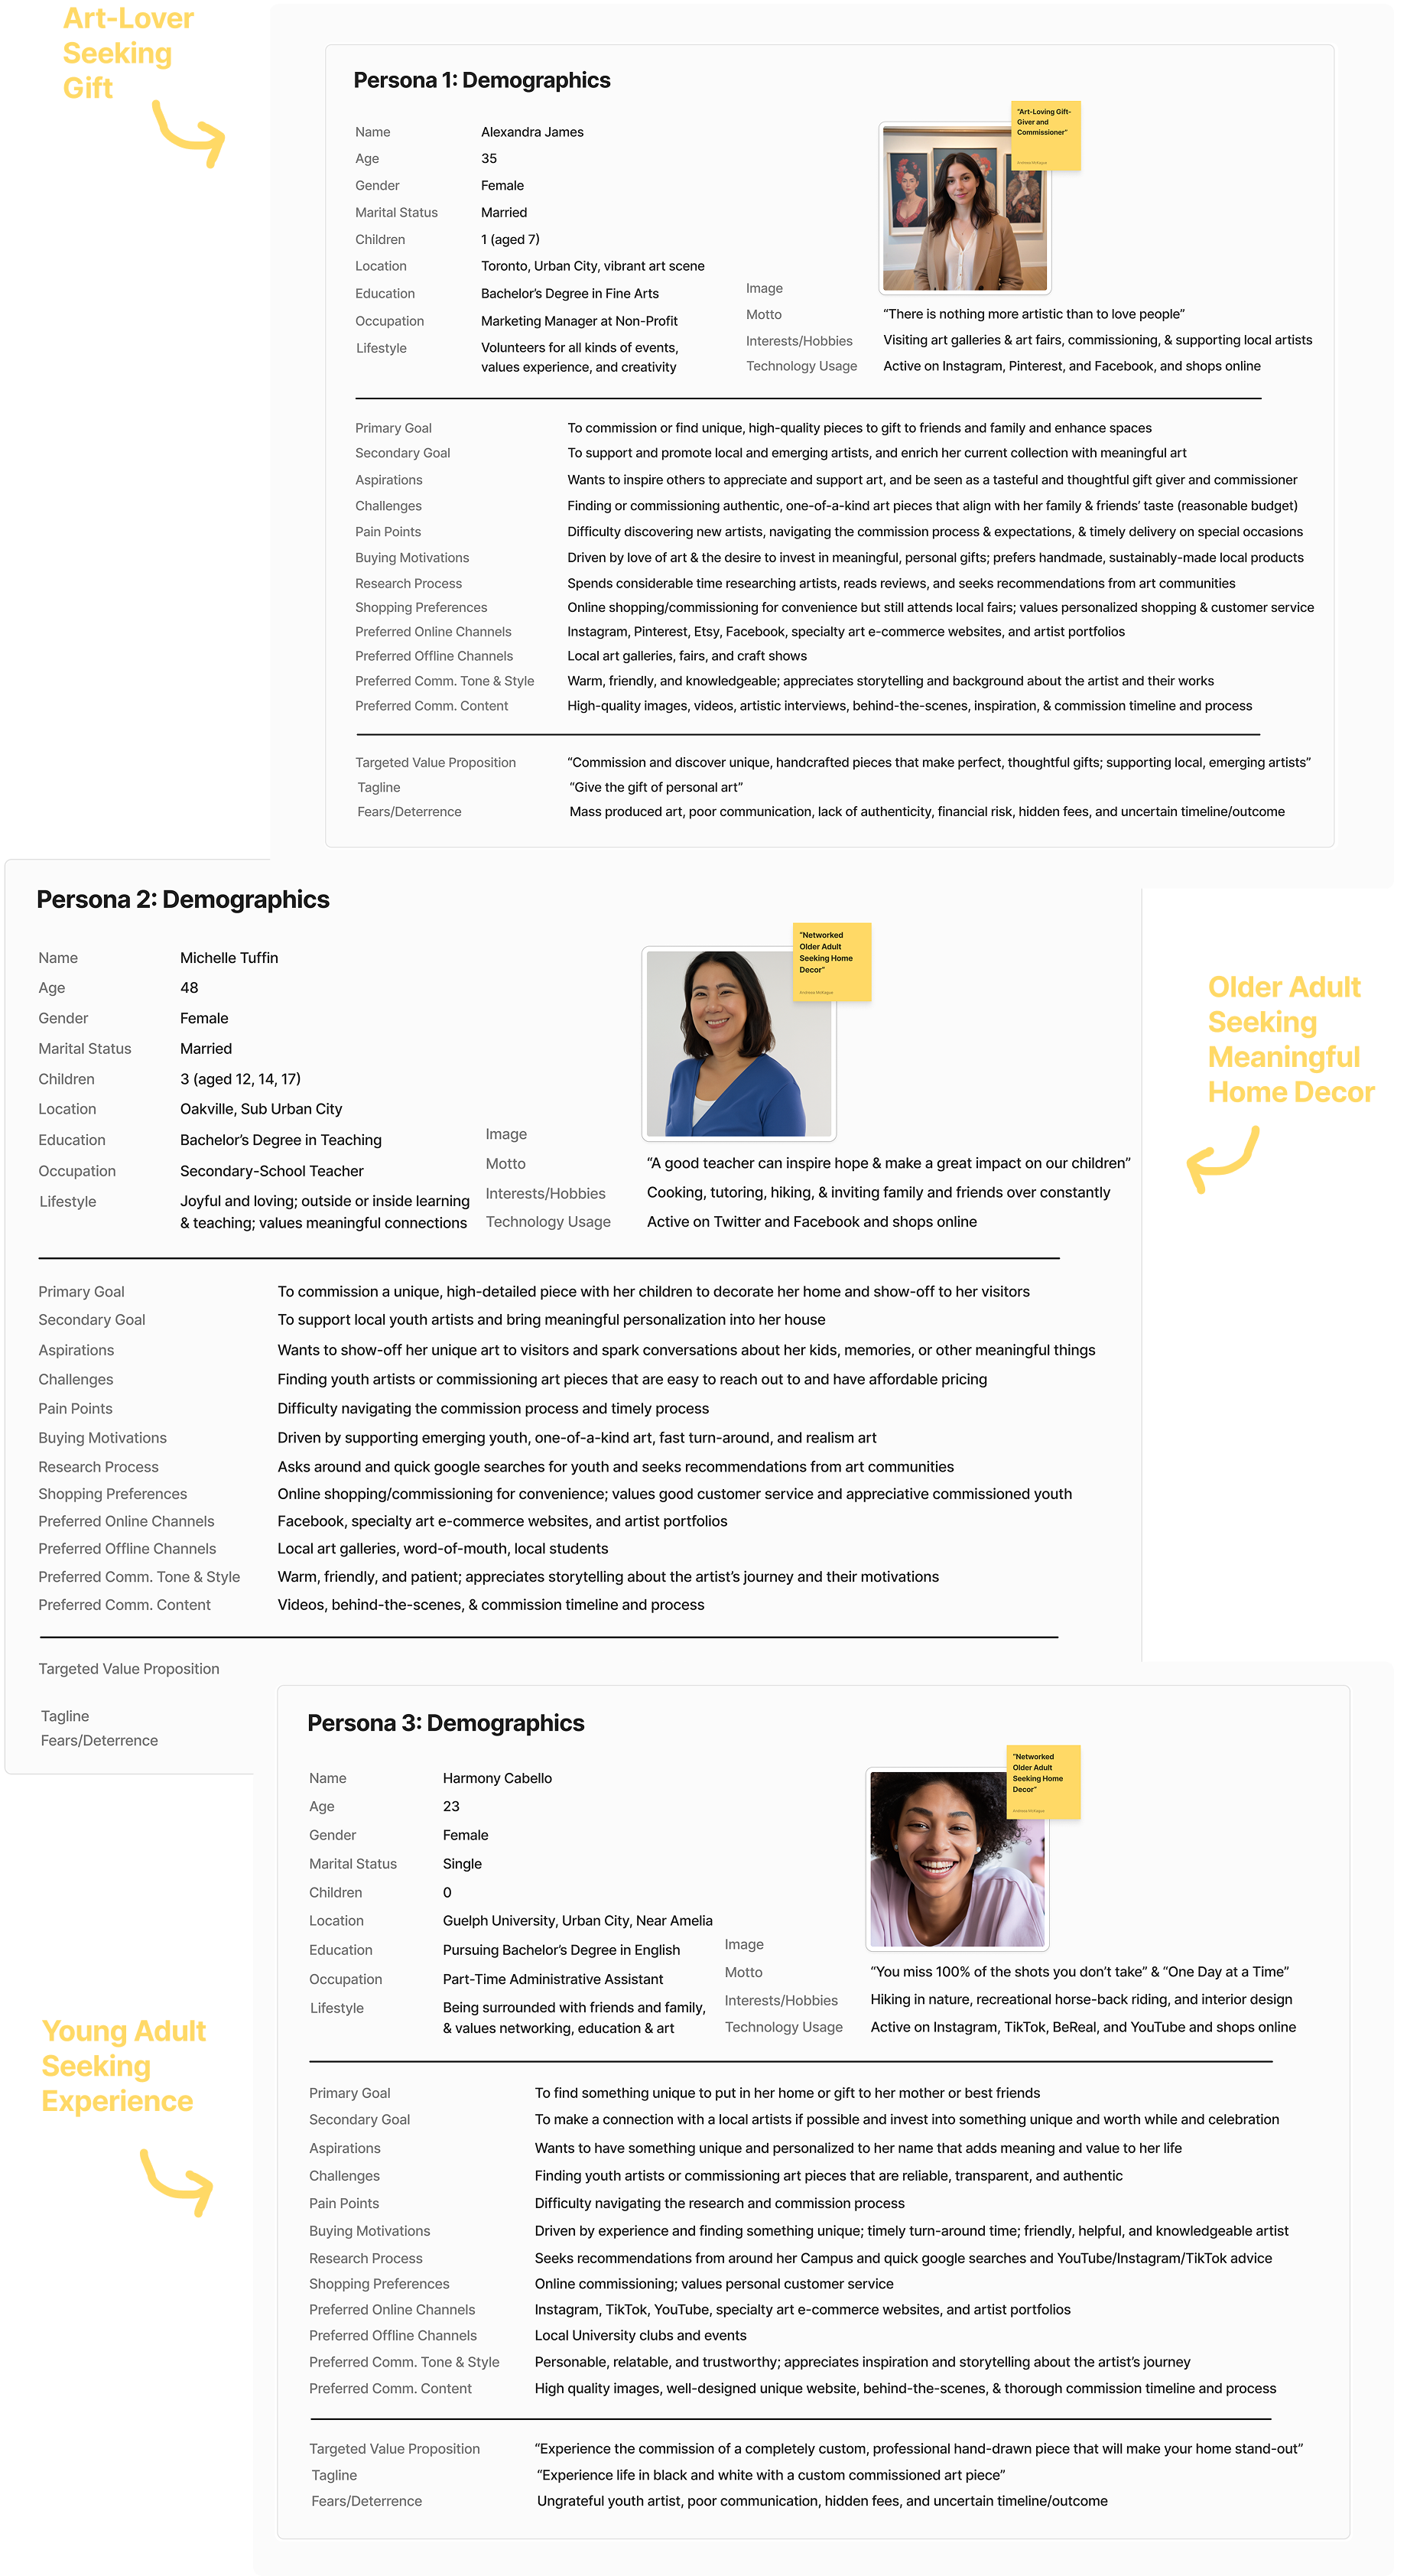 Art-Lover
Seeking
Gift
Persona 1: Demographics
"Art-Loving Gift-
Giver and
Commissioner"
Andreea McKague
Name Alexandra James
Age 35
Gender Female
Marital Status Married
Children 1 (aged 7)
Location Toronto, Urban City, vibrant art scene
Education Bachelor's Degree in Fine Arts
Occupation Marketing Manager at Non-Profit
Lifestyle Volunteers for all kinds of events,
values experience, and creativity
Image
Motto "There is nothing more artistic than to love people"
Interests/Hobbies Visiting art galleries & art fairs, commissioning, & supporting local artists
Technology Usage Active on Instagram, Pinterest, and Facebook, and shops online
Primary Goal To commission or find unique, high-quality pieces to gift to friends and family and enhance spaces
Secondary Goal To support and promote local and emerging artists, and enrich her current collection with meaningful art
Aspirations Wants to inspire others to appreciate and support art, and be seen as a tasteful and thoughtful gift giver and commissioner
Challenges Finding or commissioning authentic, one-of-a-kind art pieces that align with her family & friends' taste (reasonable budget)
Pain Points Difficulty discovering new artists, navigating the commission process & expectations, & timely delivery on special occasions
Buying Motivations Driven by love of art & the desire to invest in meaningful, personal gifts; prefers handmade, sustainably-made local products
Research Process Spends considerable time researching artists, reads reviews, and seeks recommendations from art communities
Shopping Preferences Online shopping/commissioning for convenience but still attends local fairs; values personalized shopping & customer service
Preferred Online Channels Instagram, Pinterest, Etsy, Facebook, specialty art e-commerce websites, and artist portfolios
Preferred Offline Channels Local art galleries, fairs, and craft shows
Preferred Comm. Tone & Style Warm, friendly, and knowledgeable; appreciates storytelling and background about the artist and their works
Preferred Comm. Content High-quality images, videos, artistic interviews, behind-the-scenes, inspiration, & commission timeline and process
Targeted Value Proposition "Commission and discover unique, handcrafted pieces that make perfect, thoughtful gifts; supporting local, emerging artists"
Tagline "Give the gift of personal art"
Fears/Deterrence Mass produced art, poor communication, lack of authenticity, financial risk, hidden fees, and uncertain timeline/outcome
Persona 2: Demographics
"Networked
Older Adult
Seeking Home
Decor"
Andreea McKague
Older Adult
Seeking
Meaningful
Home Decor
Name Michelle Tuffin
Age 48
Gender Female
Marital Status Married
Children 3 (aged 12, 14, 17)
Location Oakville, Sub Urban City
Education Bachelor's Degree in Teaching
Occupation Secondary-School Teacher
Lifestyle Joyful and loving; outside or inside learning
& teaching; values meaningful connections
Image
Motto "A good teacher can inspire hope & make a great impact on our children"
Interests/Hobbies Cooking, tutoring, hiking, & inviting family and friends over constantly
Technology Usage Active on Twitter and Facebook and shops online
Primary Goal To commission a unique, high-detailed piece with her children to decorate her home and show-off to her visitors
Secondary Goal To support local youth artists and bring meaningful personalization into her house
Aspirations Wants to show-off her unique art to visitors and spark conversations about her kids, memories, or other meaningful things
Challenges Finding youth artists or commissioning art pieces that are easy to reach out to and have affordable pricing
Pain Points Difficulty navigating the commission process and timely process
Buying Motivations Driven by supporting emerging youth, one-of-a-kind art, fast turn-around, and realism art
Research Process Asks around and quick google searches for youth and seeks recommendations from art communities
Shopping Preferences Online shopping/commissioning for convenience; values good customer service and appreciative commissioned youth
Preferred Online Channels Facebook, specialty art e-commerce websites, and artist portfolios
Preferred Offline Channels Local art galleries, word-of-mouth, local students
Preferred Comm. Tone & Style Warm, friendly, and patient; appreciates storytelling about the artist's journey and their motivations
Preferred Comm. Content Videos, behind-the-scenes, & commission timeline and process
Targeted Value Proposition
Tagline
Fears/Deterrence
Persona 3: Demographics
"Networked
Older Adult
Seeking Home
Decor"
Andreea McKague
Young Adult
Seeking
Experience
Name Harmony Cabello
Age 23
Gender Female
Marital Status Single
Children 0
Location Guelph University, Urban City, Near Amelia
Education Pursuing Bachelor's Degree in English
Occupation Part-Time Administrative Assistant
Lifestyle Being surrounded with friends and family,
& values networking, education & art
Image
Motto "You miss 100% of the shots you don't take" & "One Day at a Time"
Interests/Hobbies Hiking in nature, recreational horse-back riding, and interior design
Technology Usage Active on Instagram, TikTok, BeReal, and YouTube and shops online
Primary Goal To find something unique to put in her home or gift to her mother or best friends
Secondary Goal To make a connection with a local artists if possible and invest into something unique and worth while and celebration
Aspirations Wants to have something unique and personalized to her name that adds meaning and value to her life
Challenges Finding youth artists or commissioning art pieces that are reliable, transparent, and authentic
Pain Points Difficulty navigating the research and commission process
Buying Motivations Driven by experience and finding something unique; timely turn-around time; friendly, helpful, and knowledgeable artist
Research Process Seeks recommendations from around her Campus and quick google searches and YouTube/Instagram/TikTok advice
Shopping Preferences Online commissioning; values personal customer service
Preferred Online Channels Instagram, TikTok, YouTube, specialty art e-commerce websites, and artist portfolios
Preferred Offline Channels Local University clubs and events
Preferred Comm. Tone & Style Personable, relatable, and trustworthy; appreciates inspiration and storytelling about the artist's journey
Preferred Comm. Content High quality images, well-designed unique website, behind-the-scenes, & thorough commission timeline and process
Targeted Value Proposition "Experience the commission of a completely custom, professional hand-drawn piece that will make your home stand-out"
Tagline "Experience life in black and white with a custom commissioned art piece"
Fears/Deterrence Ungrateful youth artist, poor communication, hidden fees, and uncertain timeline/outcome